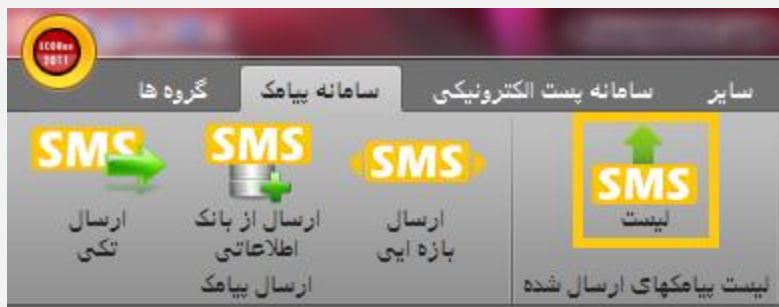 ECONex
2011
گروه ها
سامانه پیامک
سامانه پست الکترونیکی
سایر
SMS
ارسال
تکی
SMS
ارسال از بانک
اطلاعاتی
SMS
ارسال
بازه ایی
SMS
لیست
ارسال پیامک
لیست پیامکهای ارسال شده